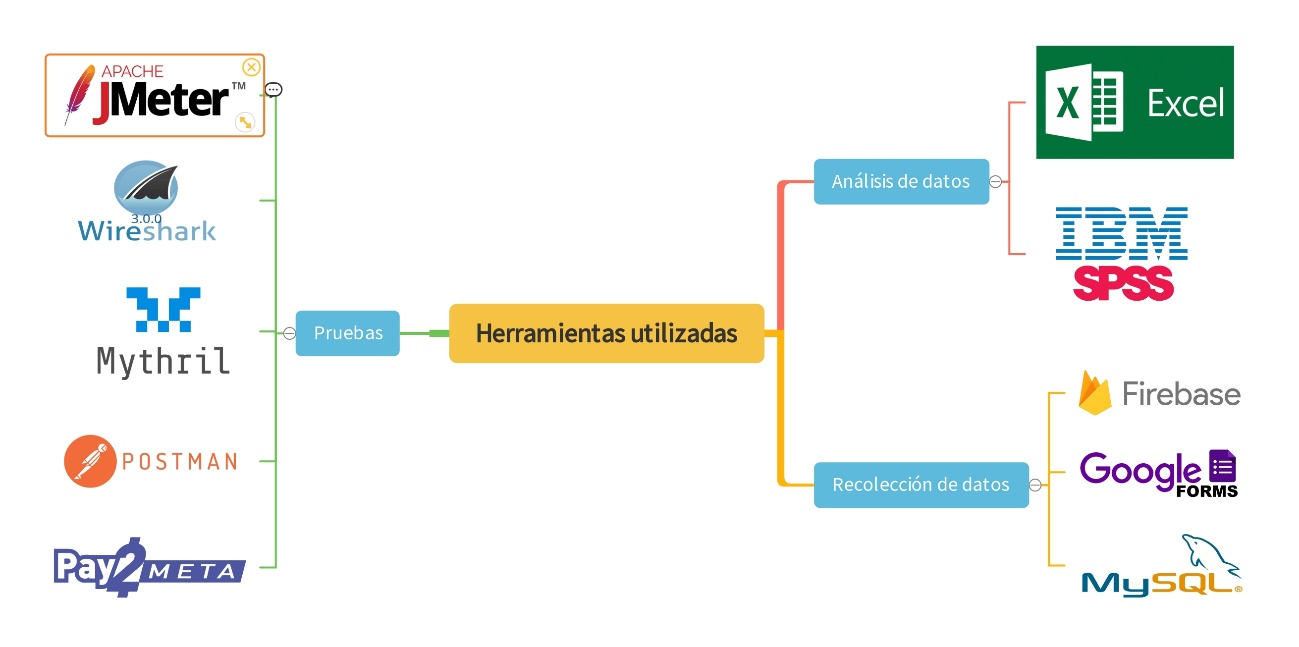 APACHE
JMeter™
3.0.0
Wireshark
Mythril
POSTMAN
Pay2META
Pruebas
Herramientas utilizadas
Análisis de datos
X Excel
IBM
SPSS
Recolección de datos
Firebase
Google
FORMS
MySQL®